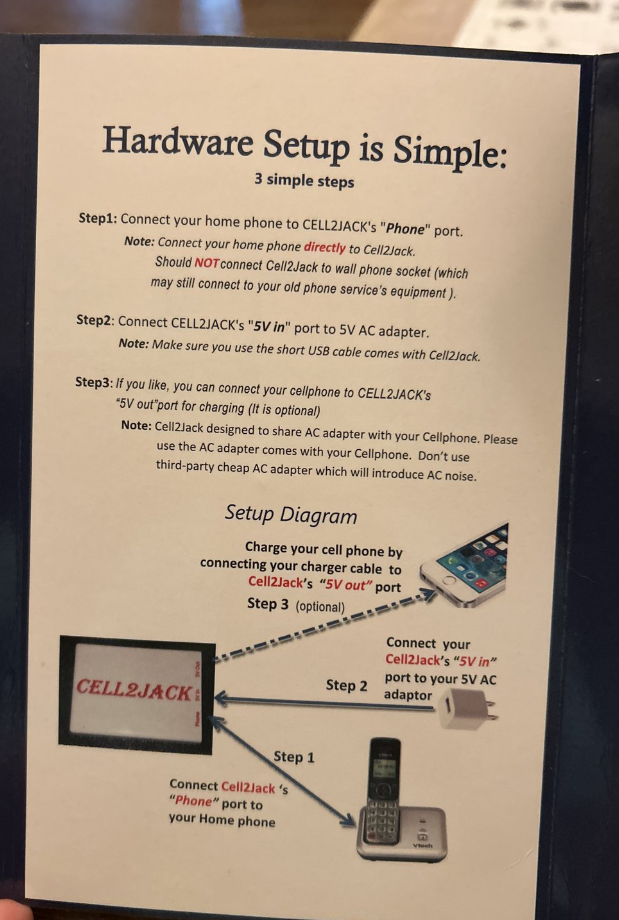 Hardware Setup is Simple:
3 simple steps
Step1: Connect your home phone to CELL2JACK's "Phone" port.
Note: Connect your home phone directly to Cell2Jack.
Should NOT connect Cell2Jack to wall phone socket (which
may still connect to your old phone service's equipment ).
Step2: Connect CELL2JACK's "5V in" port to 5V AC adapter.
Note: Make sure you use the short USB cable comes with Cell2Jack.
Step3: If you like, you can connect your cellphone to CELL2JACK's
"5V out"port for charging (It is optional)
Note: Cell2Jack designed to share AC adapter with your Cellphone. Please
use the AC adapter comes with your Cellphone. Don't use
third-party cheap AC adapter which will introduce AC noise.
Setup Diagram
Charge your cell phone by
connecting your charger cable to
Cell2Jack's "5V out" port
Step 3 (optional)
Connect your
Cell2Jack's "5V in"
port to your 5V AC
adaptor
Step 2
CELL2JACK
5V Out
5V In
Phone
Step 1
Connect Cell2Jack 's
"Phone" port to
your Home phone
vtech